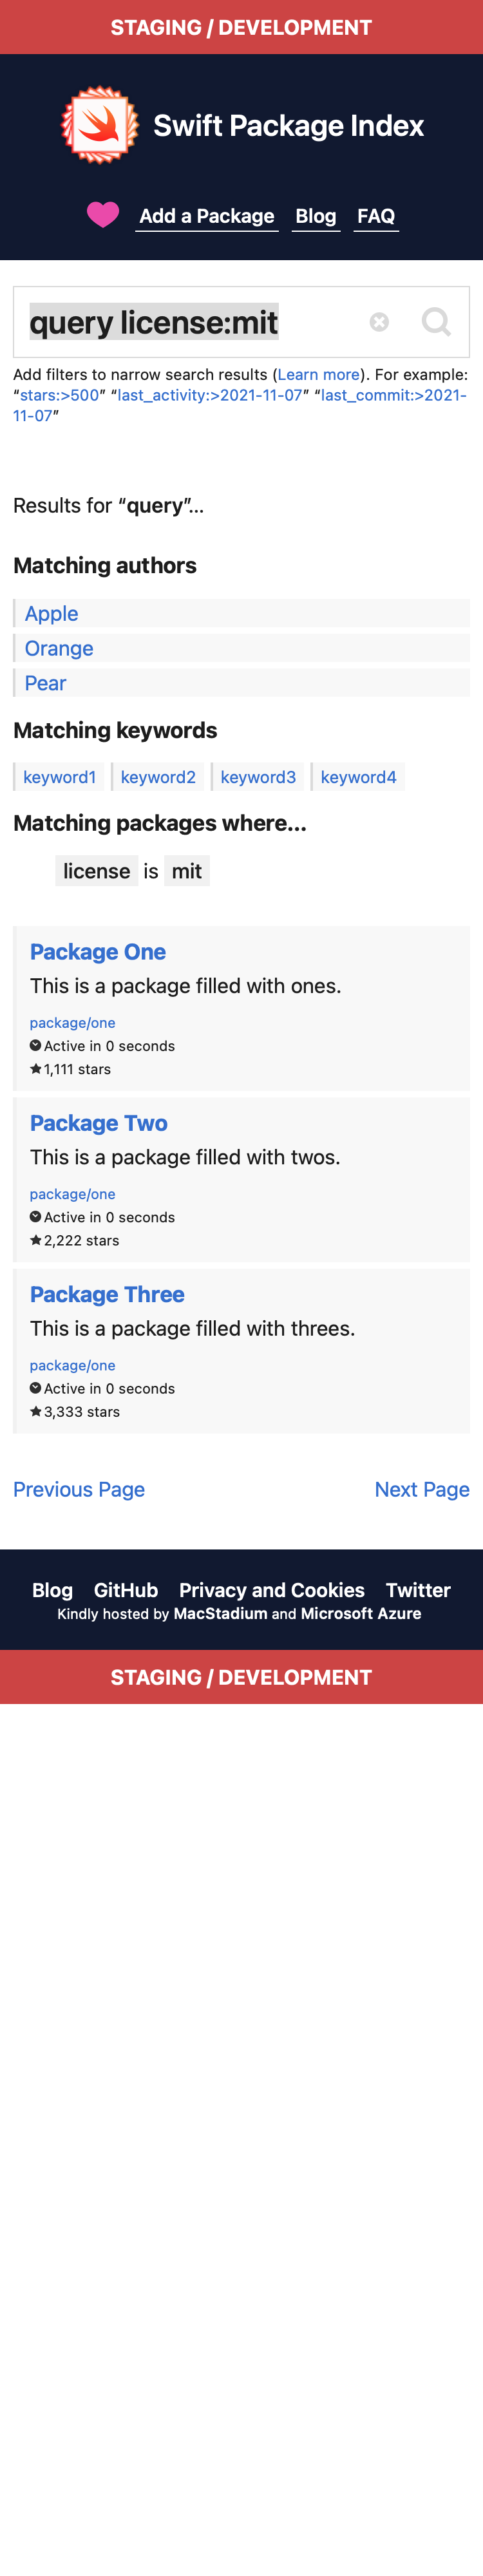 STAGING / DEVELOPMENT
Swift Package Index
Add a Package Blog FAQ
query license:mit
Add filters to narrow search results (Learn more). For example:
“stars:>500” “last_activity:>2021-11-07” “last_commit:>2021-
11-07”
Results for “query”…
Matching authors
Apple
Orange
Pear
Matching keywords
keyword1 keyword2 keyword3 keyword4
Matching packages where…
license is mit
Package One
This is a package filled with ones.
package/one
Active in 0 seconds
1,111 stars
Package Two
This is a package filled with twos.
package/one
Active in 0 seconds
2,222 stars
Package Three
This is a package filled with threes.
package/one
Active in 0 seconds
3,333 stars
Previous Page Next Page
Blog GitHub Privacy and Cookies Twitter
Kindly hosted by MacStadium and Microsoft Azure
STAGING / DEVELOPMENT